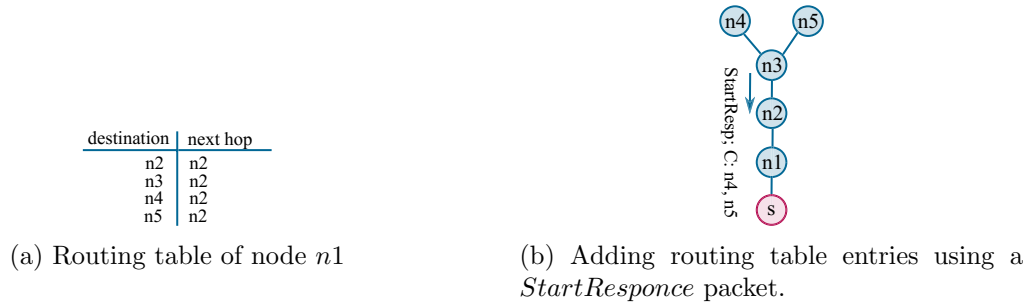 destination next hop
n2 n2
n3 n2
n4 n2
n5 n2
(a) Routing table of node n1
n4 n5
n3
StartResp; C: n4, n5
n2
n1
s
(b) Adding routing table entries using a
StartResponce packet.